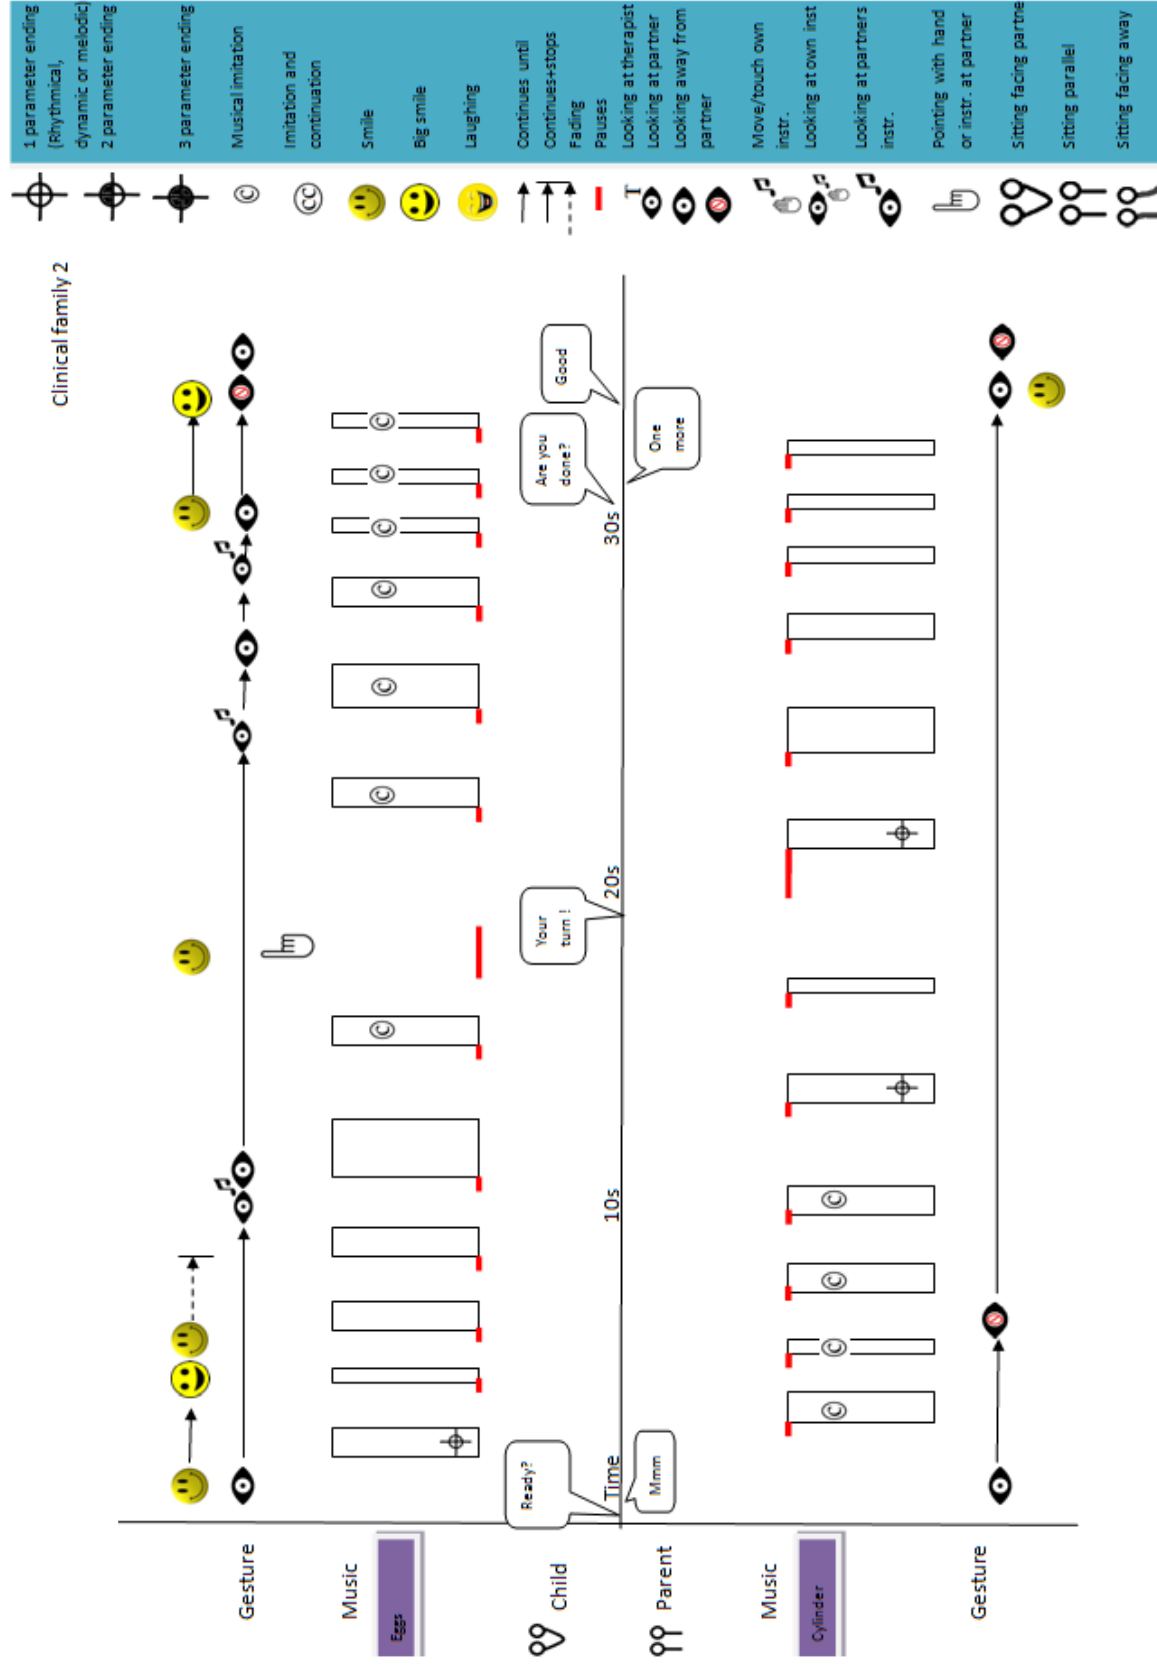 Clinical family 2
Gesture
Music
Eggs
Child
Ready?
Your
turn !
Are you
done?
Good
Time
10s
20s
30s
Mmm
One
more
Parent
Music
Cylinder
Gesture
1 parameter ending
(Rhythmical,
dynamic or melodic)
2 parameter ending
3 parameter ending
Musical imitation
Imitation and
continuation
Smile
Big smile
Laughing
Continues until
Continues+stops
Fading
Pauses
Looking at therapist
Looking at partner
Looking away from
partner
Move/touch own
instr.
Looking at own inst
Looking at partners
instr.
Pointing with hand
or instr. at partner
Sitting facing partne
Sitting parallel
Sitting facing away